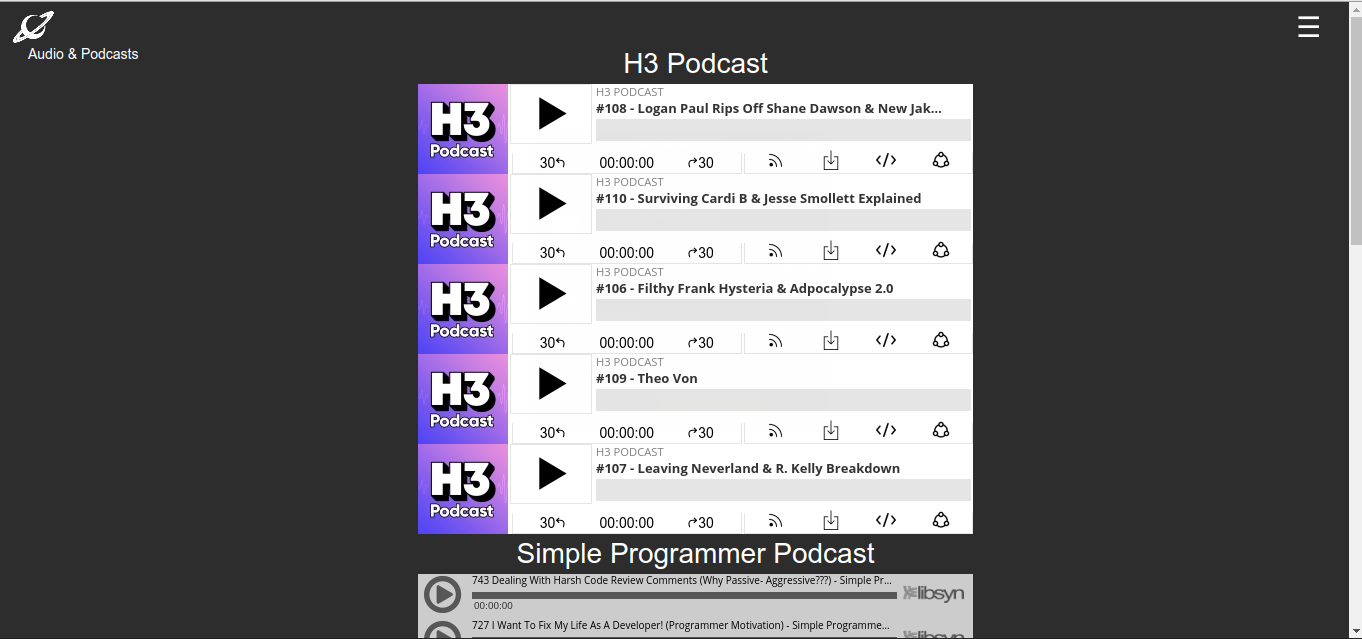 Audio & Podcasts
H3 Podcast
H3
Podcast
H3 PODCAST
#108 - Logan Paul Rips Off Shane Dawson & New Jak...
30 00:00:00 30 </>
H3
Podcast
H3 PODCAST
#110 - Surviving Cardi B & Jesse Smollett Explained
30 00:00:00 30 </>
H3
Podcast
H3 PODCAST
#106 - Filthy Frank Hysteria & Adpocalypse 2.0
30 00:00:00 30 </>
H3
Podcast
H3 PODCAST
#109 - Theo Von
30 00:00:00 30 </>
H3
Podcast
H3 PODCAST
#107 - Leaving Neverland & R. Kelly Breakdown
30 00:00:00 30 </>
Simple Programmer Podcast
743 Dealing With Harsh Code Review Comments (Why Passive- Aggressive???) - Simple Pr...
libsyn
00:00:00
727 I Want To Fix My Life As A Developer! (Programmer Motivation) - Simple Programme...
libsyn